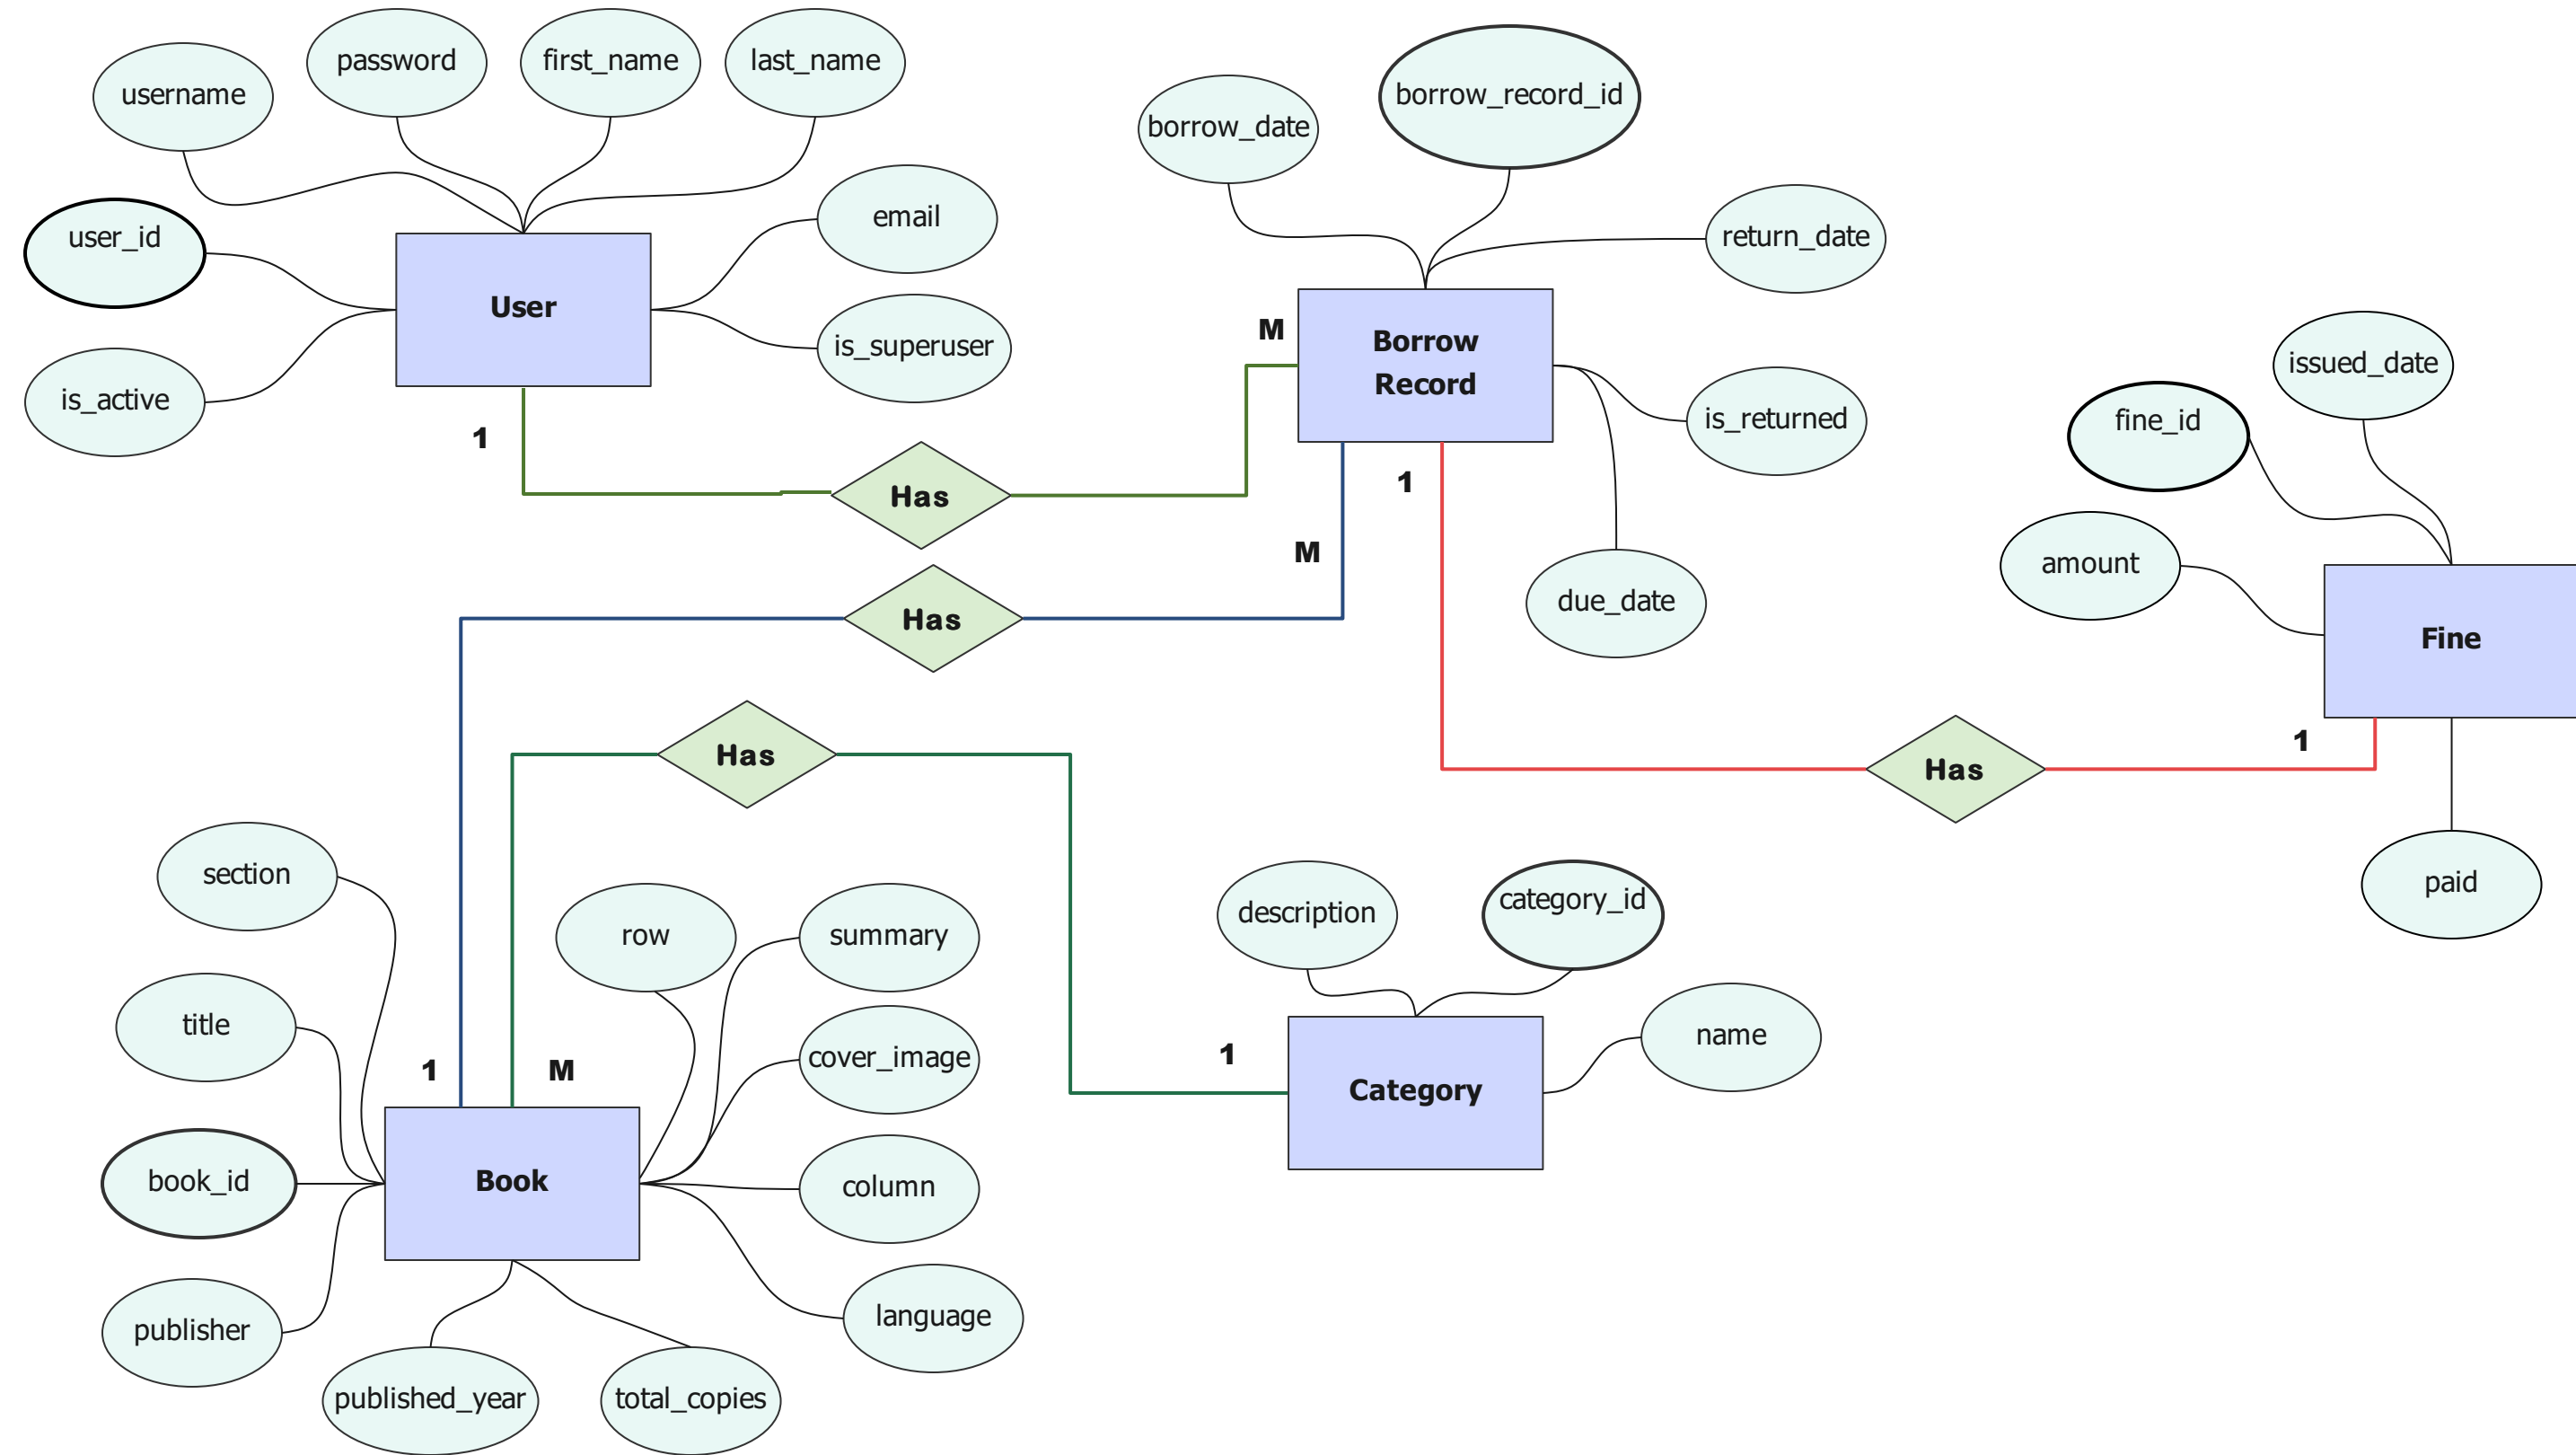 password
first_name
last_name
username
borrow_record_id
borrow_date
email
user_id
return_date
User
is_superuser
M
Borrow
Record
issued_date
is_active
is_returned
fine_id
1
1
Has
M
amount
due_date
Has
Fine
1
Has
Has
section
paid
description
category_id
row
summary
title
name
cover_image
1
M
1
Category
book_id
Book
column
publisher
language
published_year
total_copies